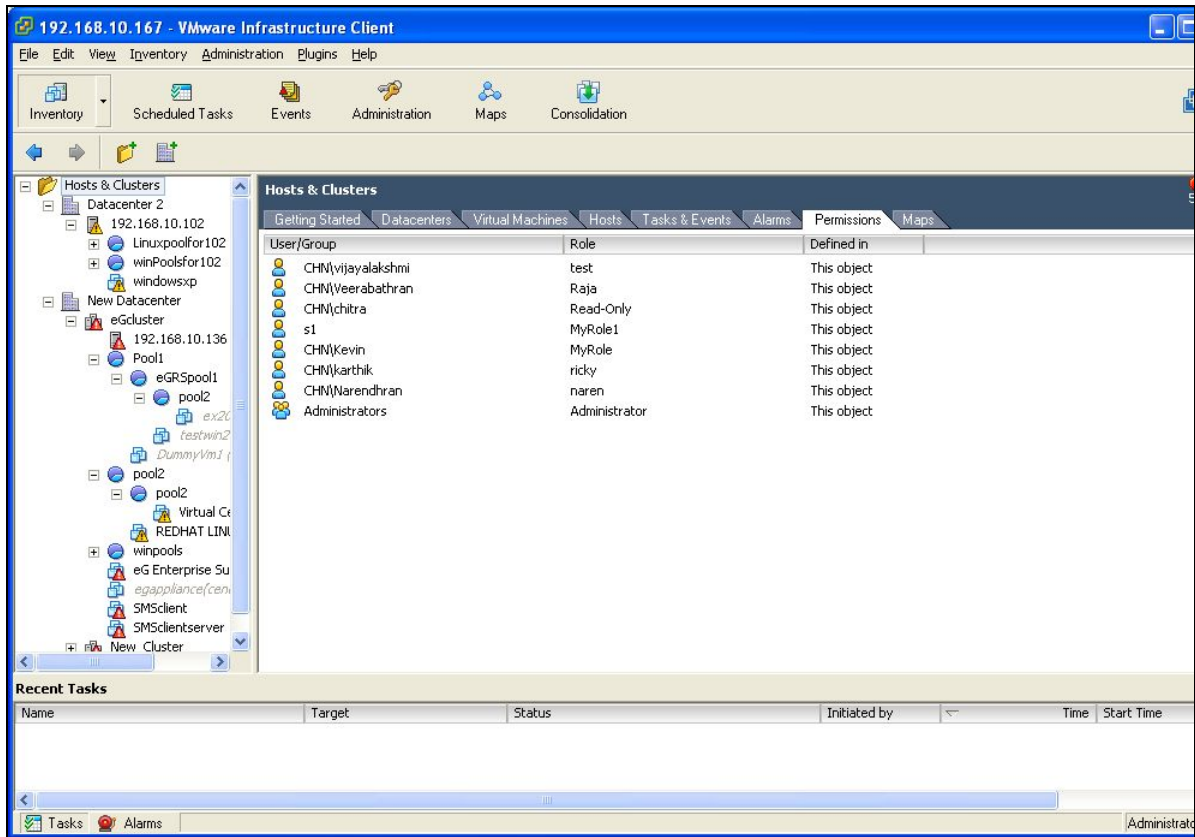 192.168.10.167 - VMware Infrastructure Client
File Edit View Inventory Administration Plugins Help
Inventory Scheduled Tasks Events Administration Maps Consolidation
Hosts & Clusters
Datacenter 2
192.168.10.102
Linuxpoolfor102
winPoolsfor102
windowsxp
New Datacenter
eGcluster
192.168.10.136
Pool1
eGRSpool1
pool2
testwin2
DummyVm1 (
pool2
pool2
Virtual
REDHAT
winpools
eG Enterprise Su
SMSclient
SMSclientserver
New Cluster
Hosts & Clusters
Getting Started Datacenters Virtual Machines Hosts Tasks & Events Alarms Permissions Maps
User/Group Role Defined in
CHN\vijayalakshmi test This object
CHN\Veerabathran Raja This object
CHN\chitra Read-Only This object
s1 MyRole1 This object
CHN\Kevin MyRole This object
CHN\karthik ricky This object
CHN\Narendhran naren This object
Administrators Administrator This object
Recent Tasks
Name Target Status Initiated by Time Start Time
Tasks Alarms